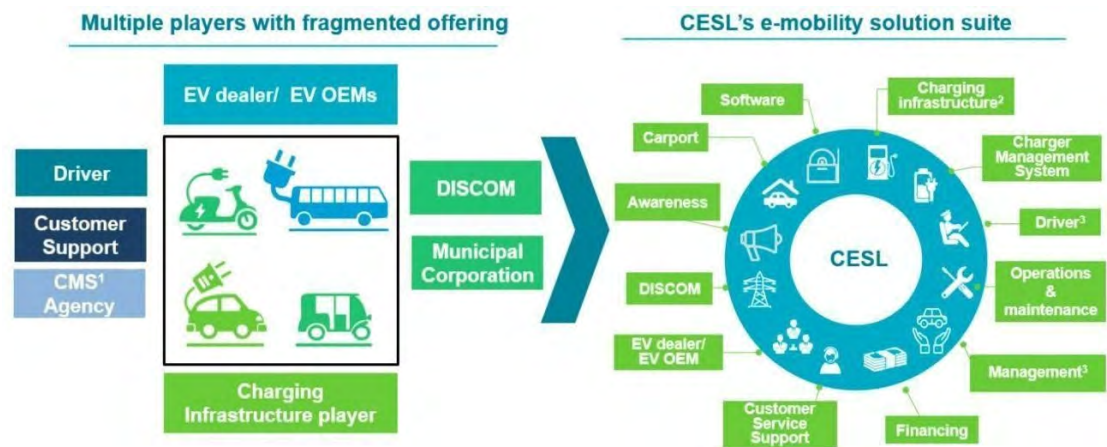 Multiple players with fragmented offering
EV dealer/ EV OEMs
Driver
Customer
Support
CMS¹
Agency
DISCOM
Municipal
Corporation
Charging
Infrastructure player
CESL's e-mobility solution suite
Software
Charging
infrastructure²
Carport
Charger
Management
System
Awareness
Driver³
CESL
DISCOM
Operations
&
maintenance
EV dealer/
EV OEM
Management³
Customer
Service
Support
Financing